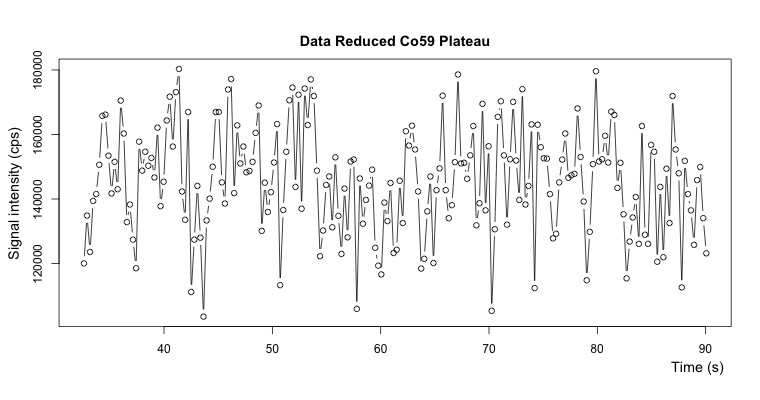 Data Reduced Co59 Plateau
Signal intensity (cps)
180000
160000
140000
120000
40 50 60 70 80 90
Time (s)